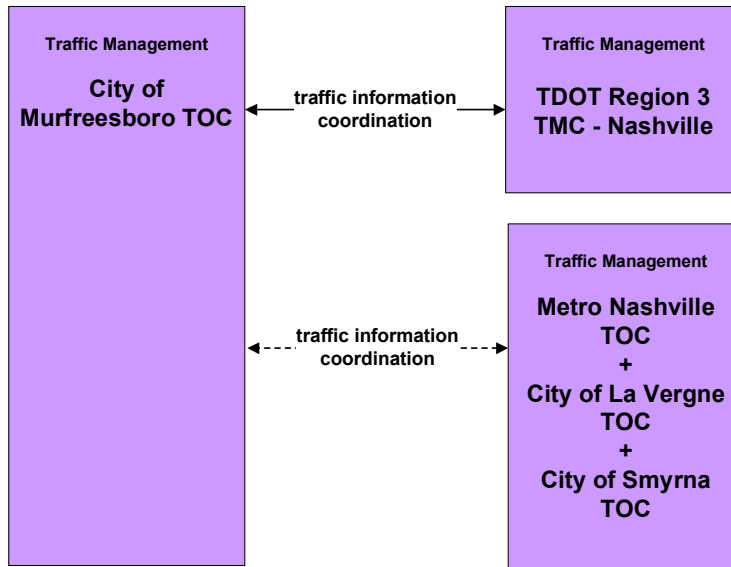 Traffic Management
City of
Murfreesboro TOC
traffic information
coordination
Traffic Management
TDOT Region 3
TMC - Nashville
traffic information
coordination
Traffic Management
Metro Nashville
TOC
+
City of La Vergne
TOC
+
City of Smyrna
TOC